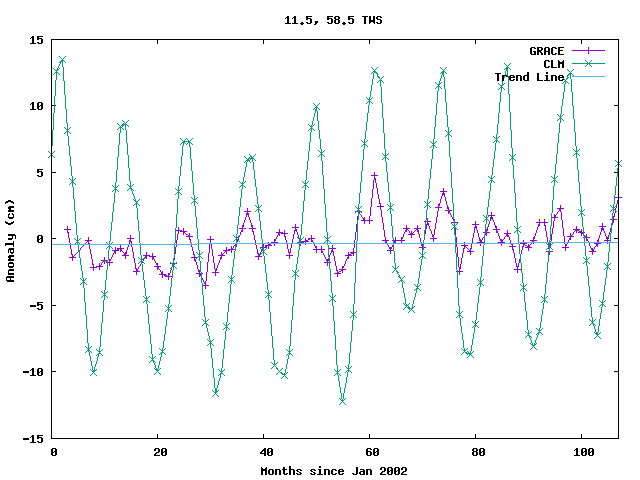 11.5, 58.5 TWS
GRACE
CLM
Trend Line
Anomaly (cm)
15
10
5
0
-5
-10
-15
0 20 40 60 80 100
Months since Jan 2002